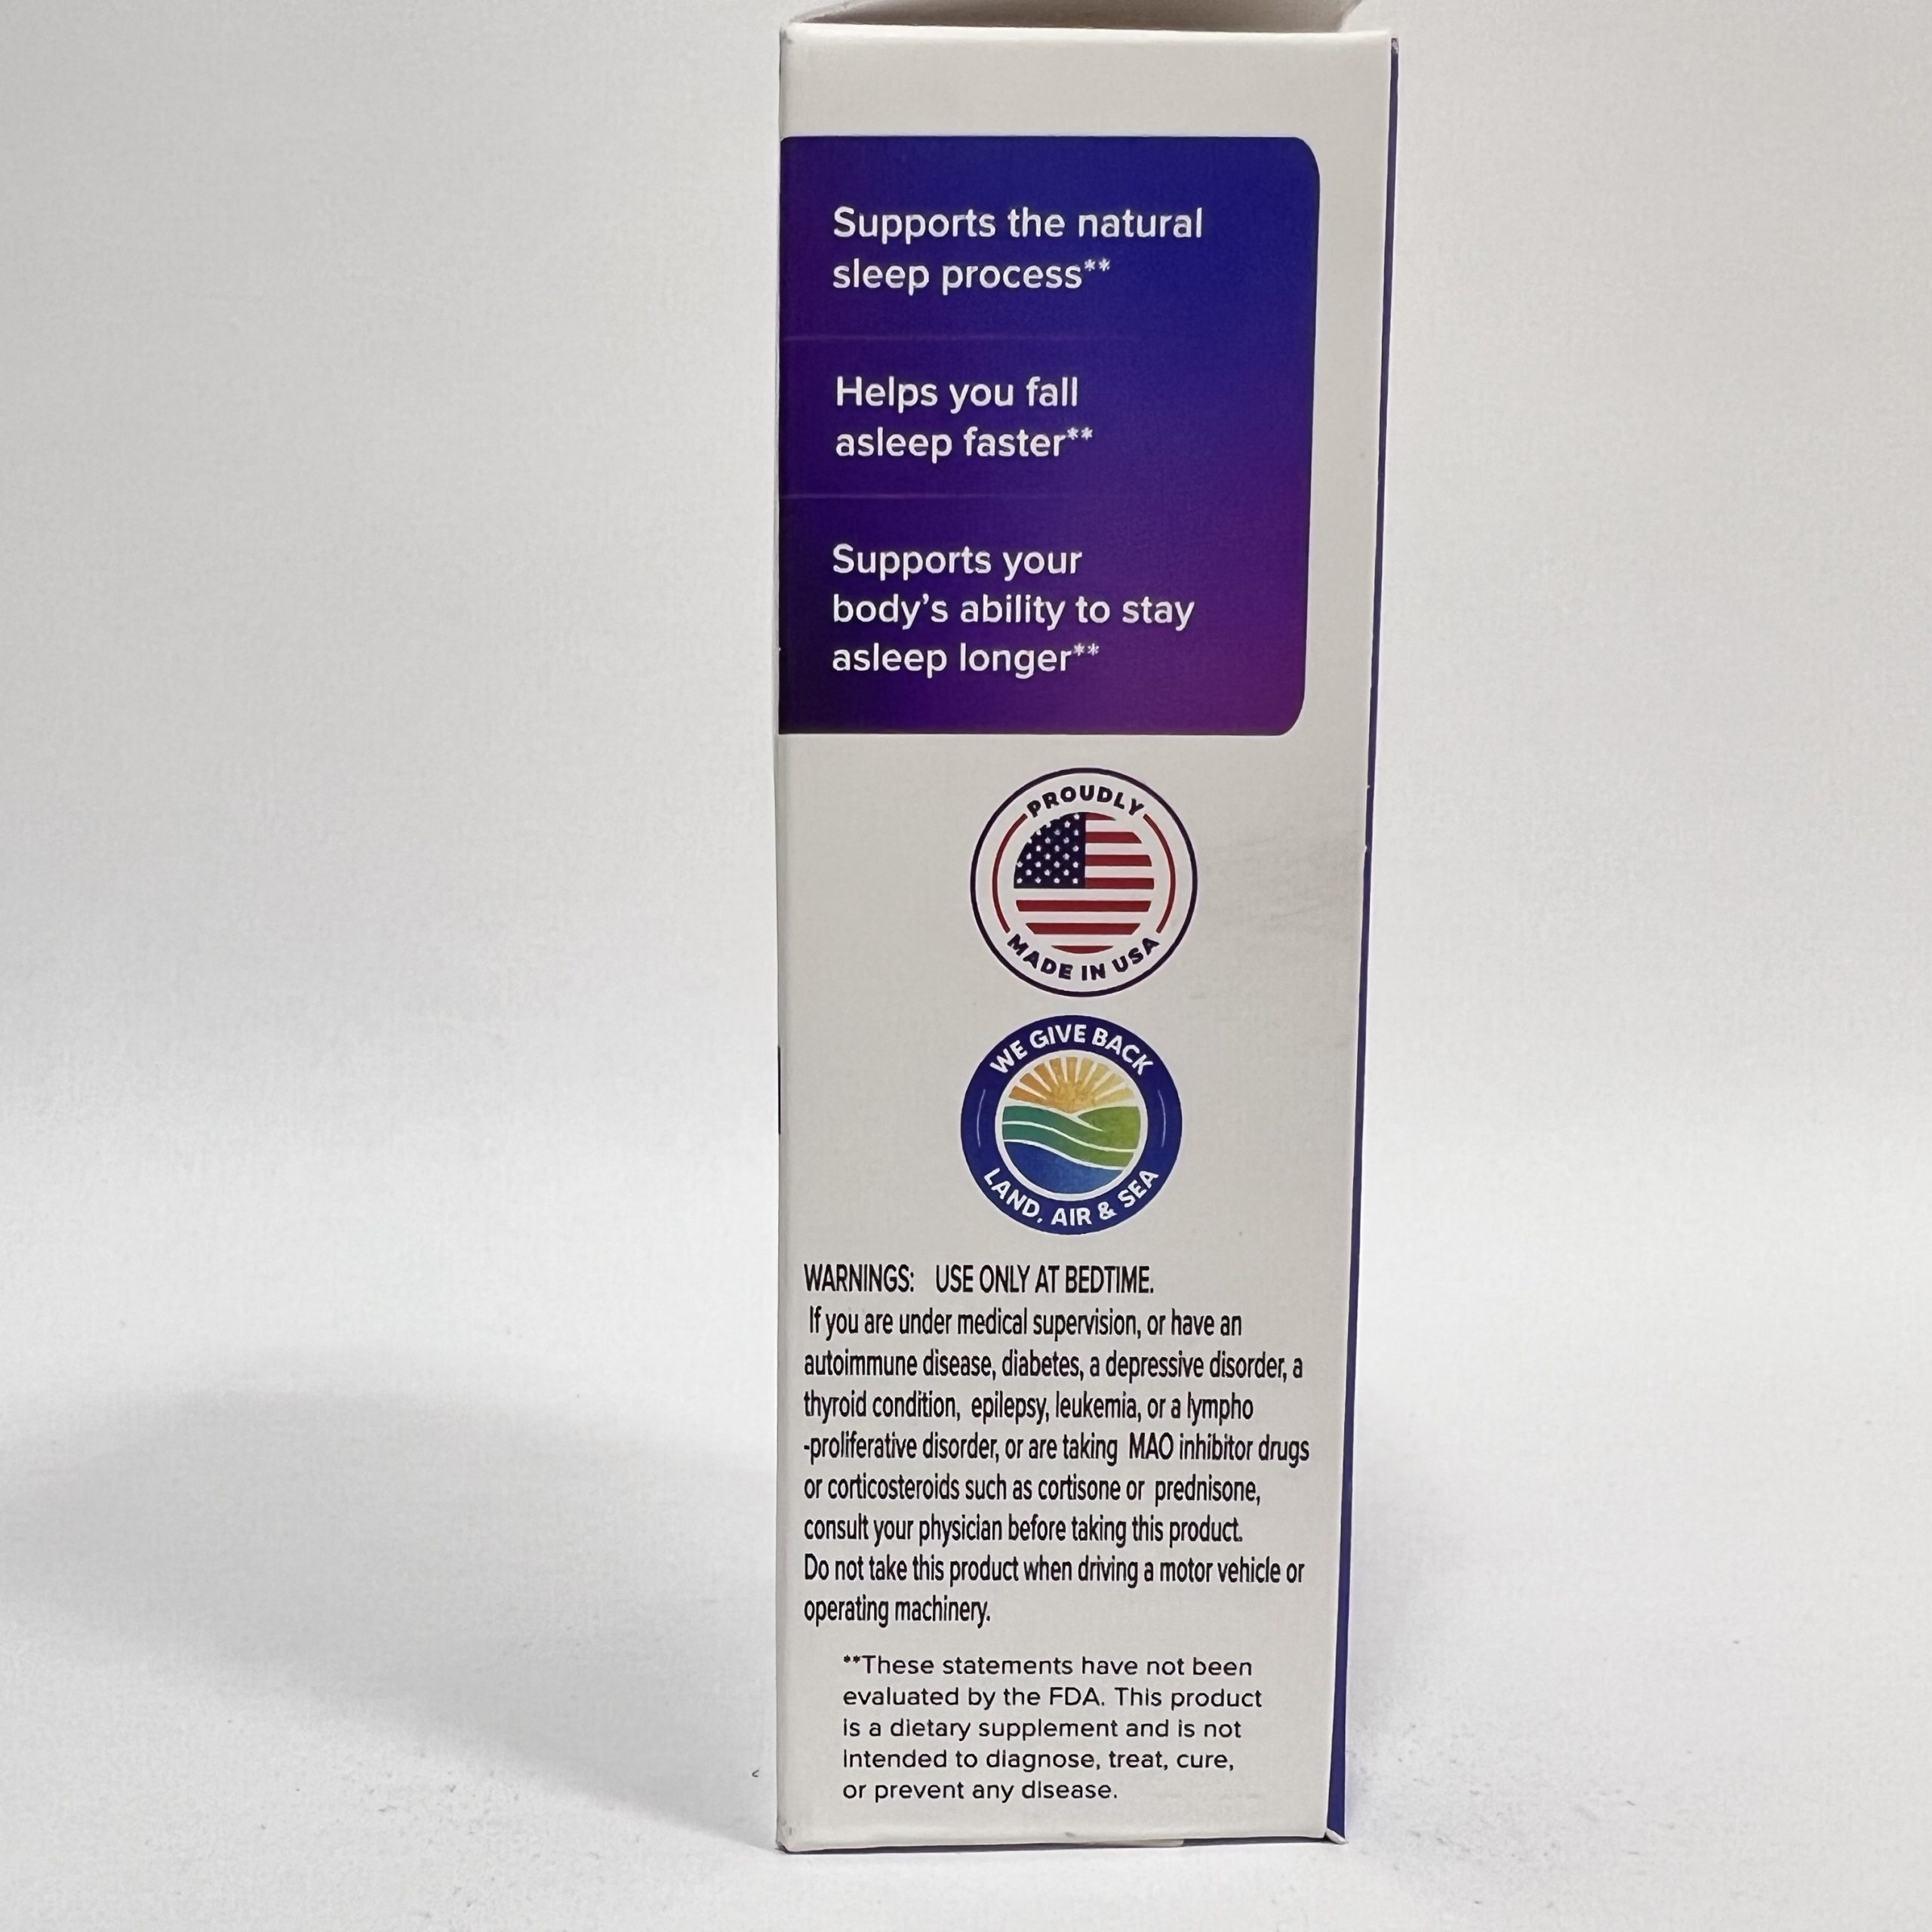 Supports the natural
sleep process**
Helps you fall
asleep faster**
Supports your
body's ability to stay
asleep longer**
PROUDLY
MADE IN USA
WE GIVE BACK
LAND, AIR & SEA
WARNINGS: USE ONLY AT BEDTIME.
If you are under medical supervision, or have an
autoimmune disease, diabetes, a depressive disorder, a
thyroid condition, epilepsy, leukemia, or a lympho
-proliferative disorder, or are taking MAO inhibitor drugs
or corticosteroids such as cortisone or prednisone,
consult your physician before taking this product.
Do not take this product when driving a motor vehicle or
operating machinery.
**These statements have not been
evaluated by the FDA. This product
is a dietary supplement and is not
intended to diagnose, treat, cure,
or prevent any disease.